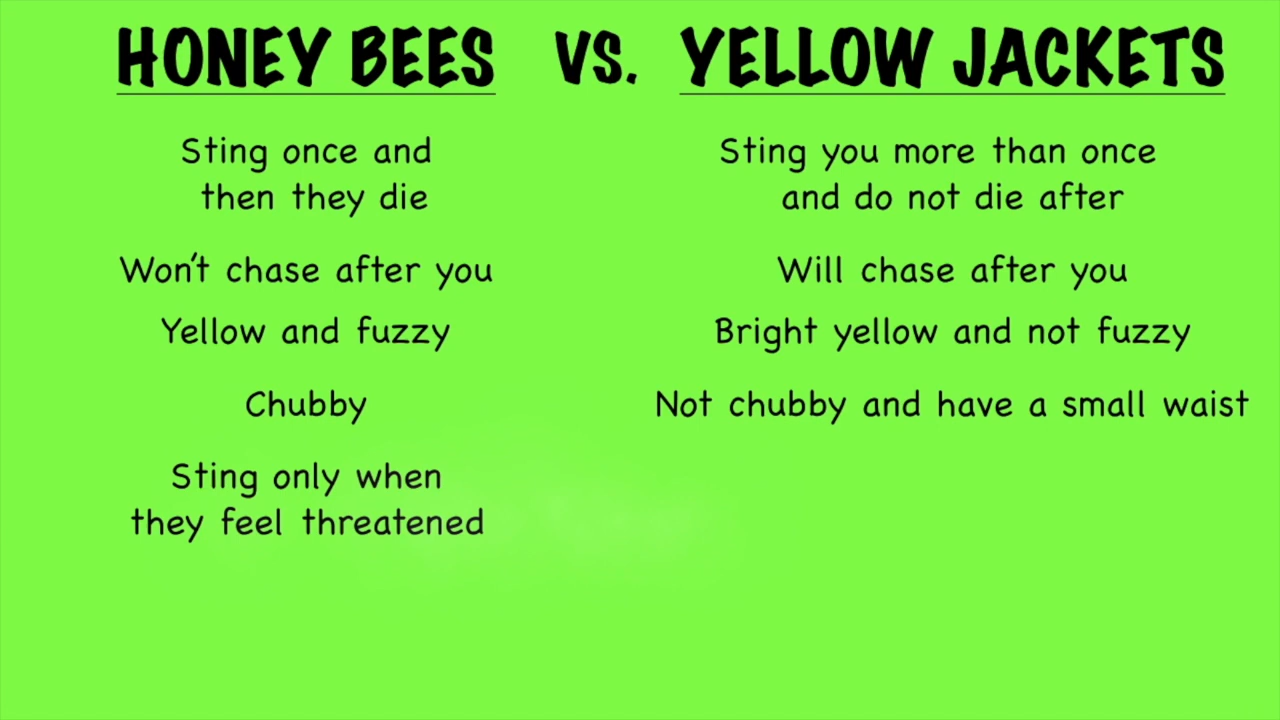 HONEY BEES VS. YELLOW JACKETS
Sting once and
then they die
Sting you more than once
and do not die after
Won't chase after you
Will chase after you
Yellow and fuzzy
Bright yellow and not fuzzy
Chubby
Not chubby and have a small waist
Sting only when
they feel threatened